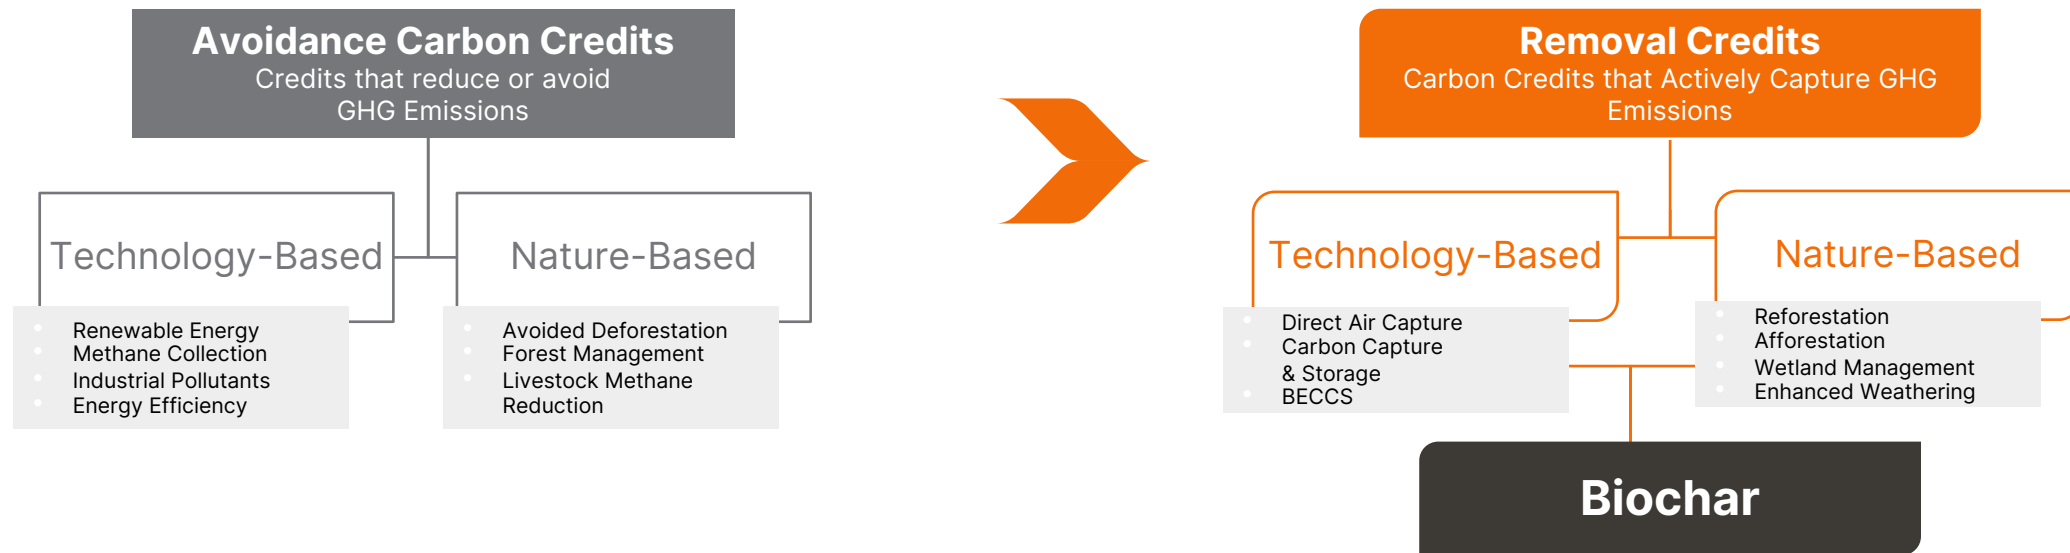 Avoidance Carbon Credits
Credits that reduce or avoid
GHG Emissions
Technology-Based
Renewable Energy
Methane Collection
Industrial Pollutants
Energy Efficiency
Nature-Based
Avoided Deforestation
Forest Management
Livestock Methane
Reduction
Removal Credits
Carbon Credits that Actively Capture GHG
Emissions
Technology-Based
Direct Air Capture
Carbon Capture
& Storage
BECCS
Nature-Based
Reforestation
Afforestation
Wetland Management
Enhanced Weathering
Biochar